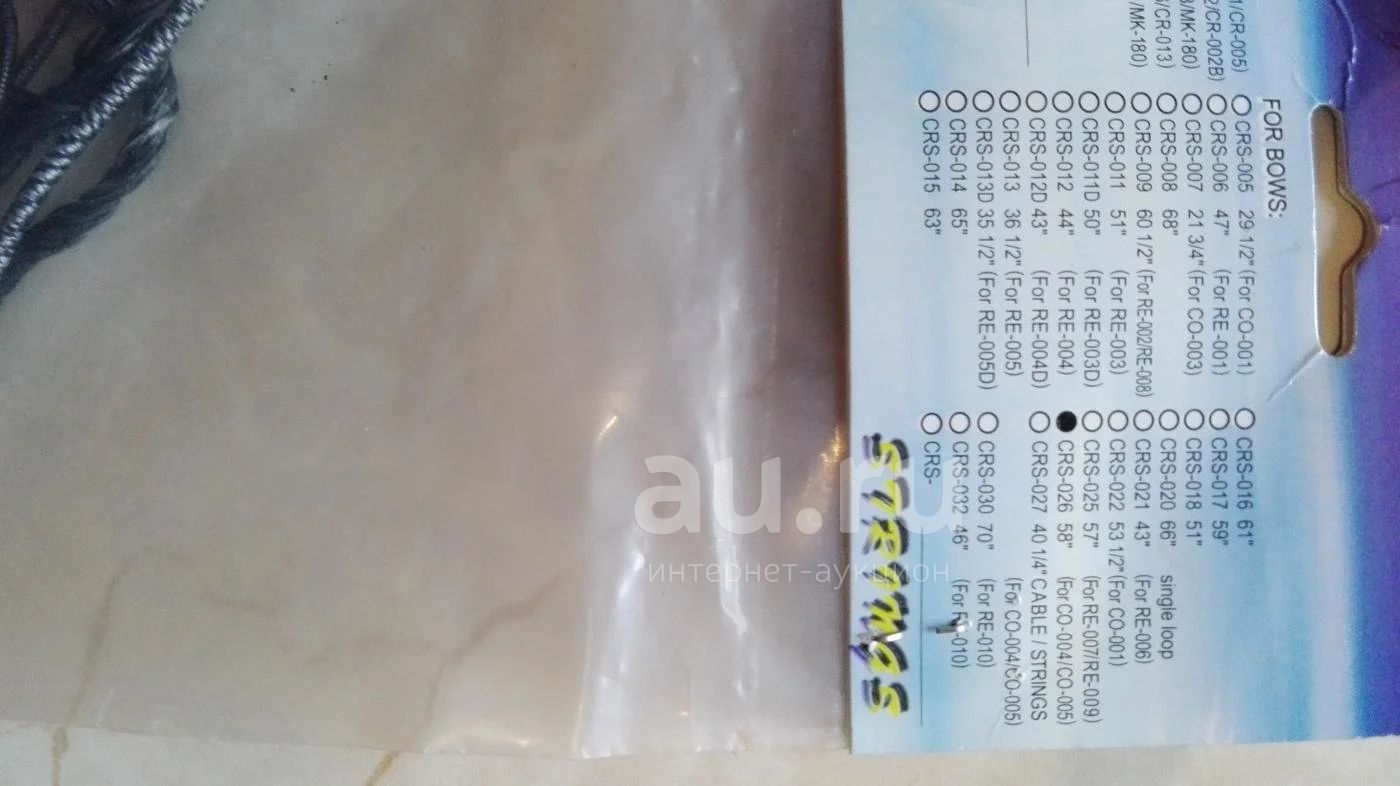 1/CR-005)
2/CR-002B)
3/MK-180)
/CR-013)
/MK-180)
FOR BOWS:
CRS-005 29 1/2" (For CO-001)
CRS-006 47" (For RE-001)
CRS-007 21 3/4" (For CO-003)
CRS-008 68"
CRS-009 60 1/2" (For RE-002/RE-008)
CRS-011 51" (For RE-003)
CRS-011D 50" (For RE-003D)
CRS-012 44" (For RE-004)
CRS-012D 43" (For RE-004D)
CRS-013 36 1/2" (For RE-005)
CRS-013D 35 1/2" (For RE-005D)
CRS-014 65"
CRS-015 63"
CRS-016 61"
CRS-017 59"
CRS-018 51"
CRS-020 66" single loop
CRS-021 43" (For RE-006)
CRS-022 53 1/2" (For CO-001)
CRS-025 57" (For RE-007/RE-009)
CRS-026 58" (For CO-004/CO-005)
CRS-027 40 1/4" CABLE / STRINGS
(For CO-004/CO-005)
CRS-030 70" (For RE-010)
CRS-032 46" (For -010)
CRS-
STRINGS
au.ru
интернет-аукцион